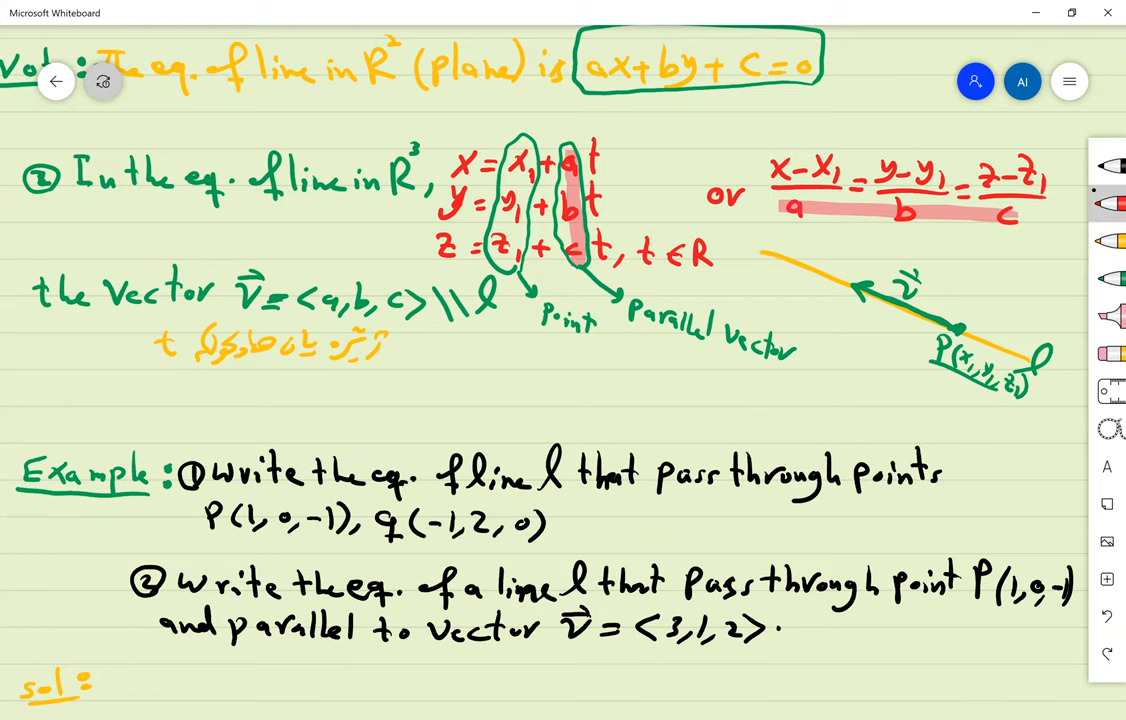 Microsoft Whiteboard
Not: The eq. of line in R² (plane) is ax+by+c=0
AI
② In the eq. of line in R³,
x = x₁ + at
y = y₁ + bt
z = z₁ + ct, t ∈ R
or
x-x₁/a = y-y₁/b = z-z₁/c
the vector v⃗ = <a,b,c> \\ l
Point
Parallel vector
v⃗
P(x₁,y₁,z₁)
l
t
Example: ① write the eq. of line l that pass through points
P(1,0,-1), q(-1,2,0)
② write the eq. of a line l that pass through point P(1,0,-1)
and parallel to vector v⃗ = <3,1,2>.
sol:
A